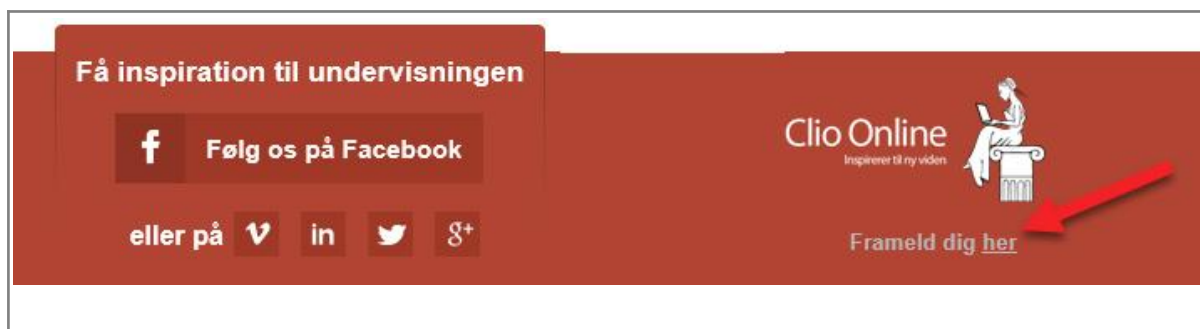 Få inspiration til undervisningen
f Følg os på Facebook
eller på v in g+
Clio Online
Inspirerer til ny viden
Frameld dig her